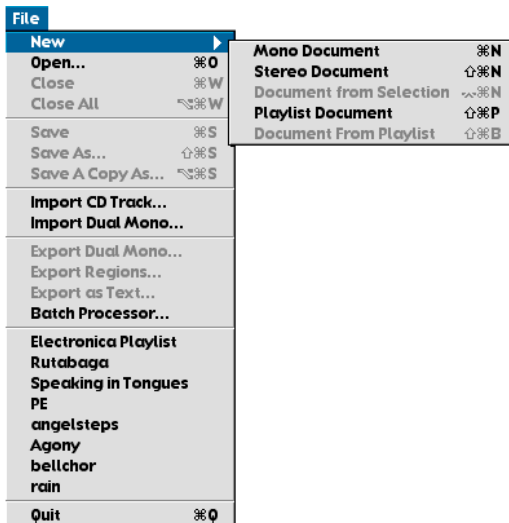 File
New
Open... ⌘O
Close ⌘W
Close All ⌥⌘W
Save ⌘S
Save As... ⇧⌘S
Save A Copy As... ⌥⌘S
Import CD Track...
Import Dual Mono...
Export Dual Mono...
Export Regions...
Export as Text...
Batch Processor...
Electronica Playlist
Rutabaga
Speaking in Tongues
PE
angelsteps
Agony
bellchor
rain
Quit ⌘Q
Mono Document ⌘N
Stereo Document ⇧⌘N
Document from Selection ⌃⌘N
Playlist Document ⇧⌘P
Document From Playlist ⇧⌘B